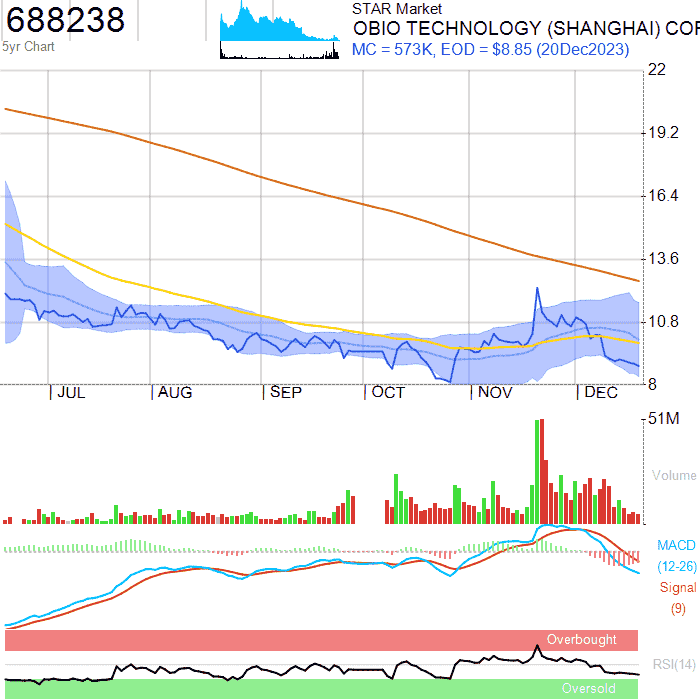 688238
STAR Market
OBIO TECHNOLOGY (SHANGHAI) COR
5yr Chart
MC = 573K, EOD = $8.85 (20Dec2023)
22
19.2
16.4
13.6
10.8
8
JUL AUG SEP OCT NOV DEC
51M
Volume
MACD
(12-26)
Signal
(9)
Overbought
RSI(14)
Oversold